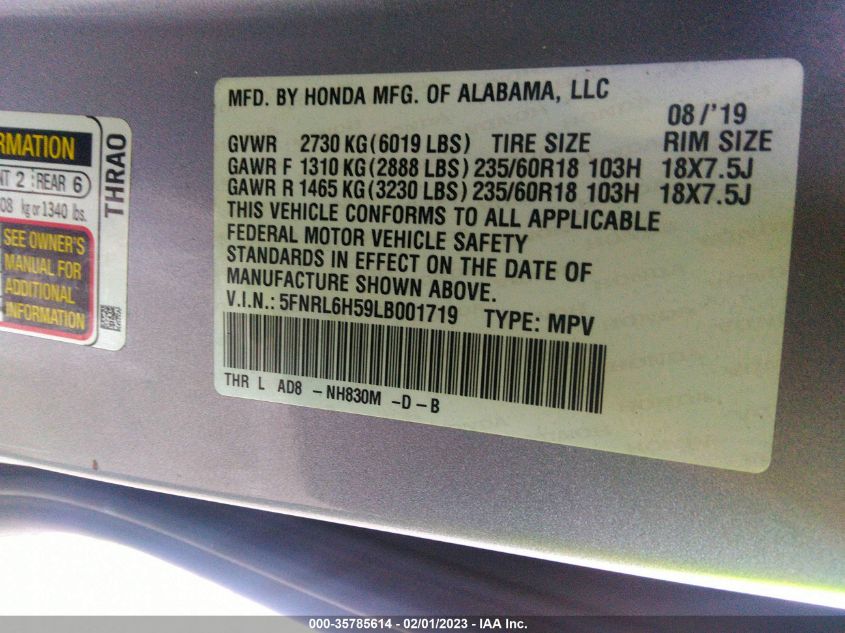 MFD. BY HONDA MFG. OF ALABAMA, LLC
08/'19
GVWR 2730 KG(6019 LBS) TIRE SIZE RIM SIZE
GAWR F 1310 KG(2888 LBS) 235/60R18 103H 18X7.5J
GAWR R 1465 KG(3230 LBS) 235/60R18 103H 18X7.5J
THIS VEHICLE CONFORMS TO ALL APPLICABLE
FEDERAL MOTOR VEHICLE SAFETY
STANDARDS IN EFFECT ON THE DATE OF
MANUFACTURE SHOWN ABOVE.
V.I.N.: 5FNRL6H59LB001719 TYPE: MPV
THR L AD8 -NH830M -D-B
RMATION
NT 2 REAR 6
08 kg or 1340 lbs.
SEE OWNER'S
MANUAL FOR
ADDITIONAL
INFORMATION
THRA0
000-35785614 - 02/01/2023 - IAA Inc.